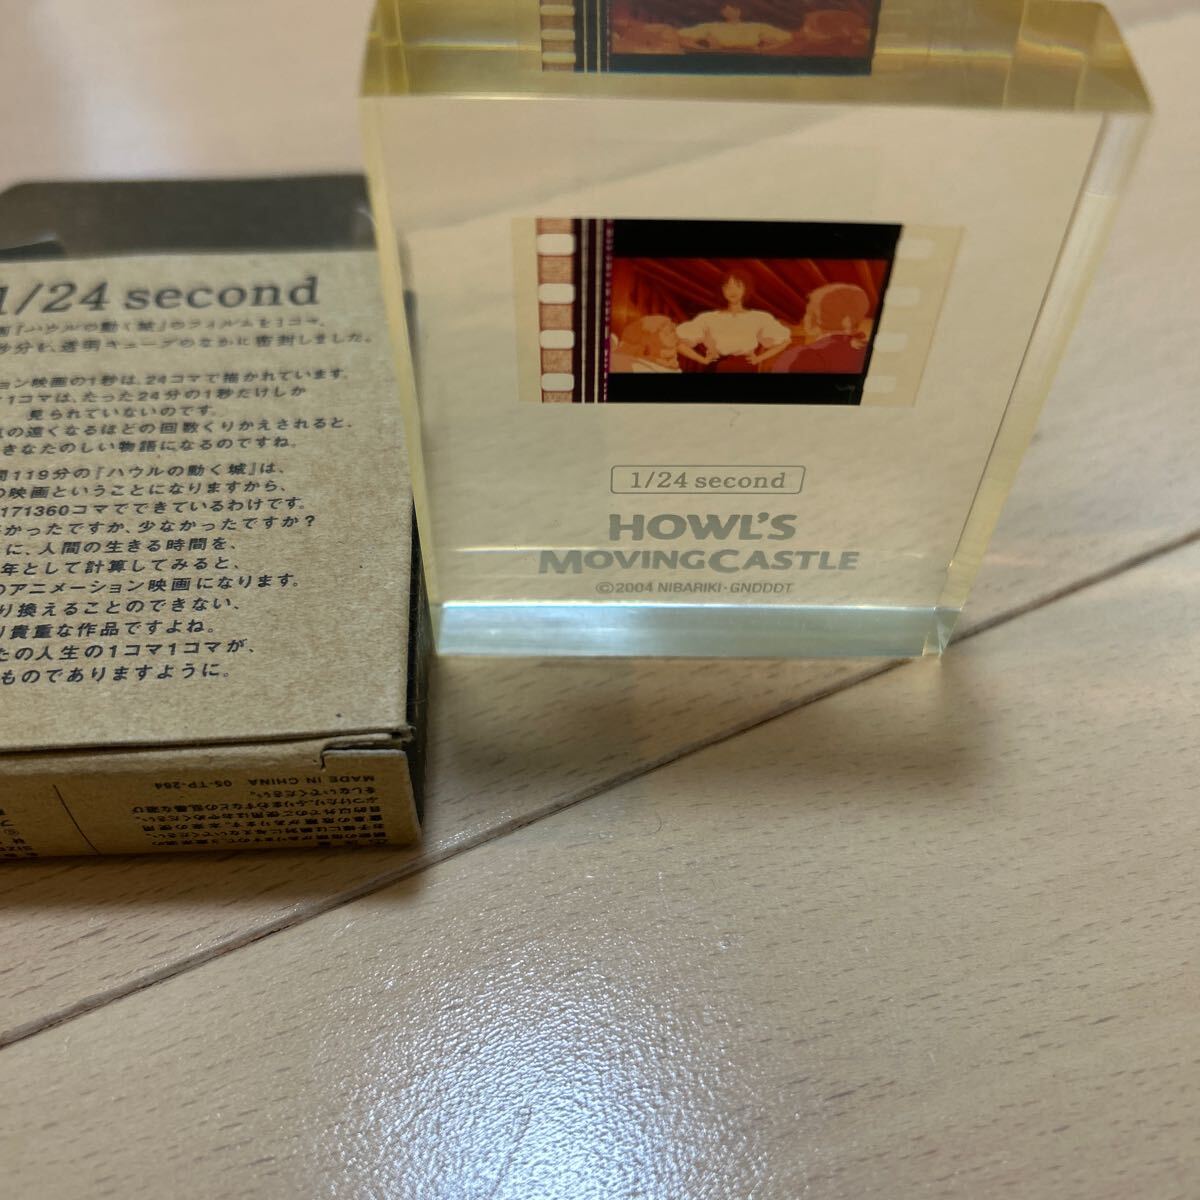 1/24 second
『ハウルの動く城』のフィルムを1コマ、
秒分を、透明キューブのなかに密封しました。
ション映画の1秒は、24コマで描かれています。
1コマは、たった24分の1秒だけしか
見られていないのです。
の遠くなるほどの回数くりかえされると、
きなたのしい物語になるのですね。
間119分の『ハウルの動く城』は、
の映画ということになりますから、
171360コマでできているわけです。
かったですか、少なかったですか？
に、人間の生きる時間を、
年として計算してみると、
のアニメーション映画になります。
り換えることのできない、
り貴重な作品ですよね。
たの人生の1コマ1コマが、
ものでありますように。
MADE IN CHINA 05-TP-264
1/24 second
HOWL'S
MOVING CASTLE
©2004 NIBARIKI・GNDDDT